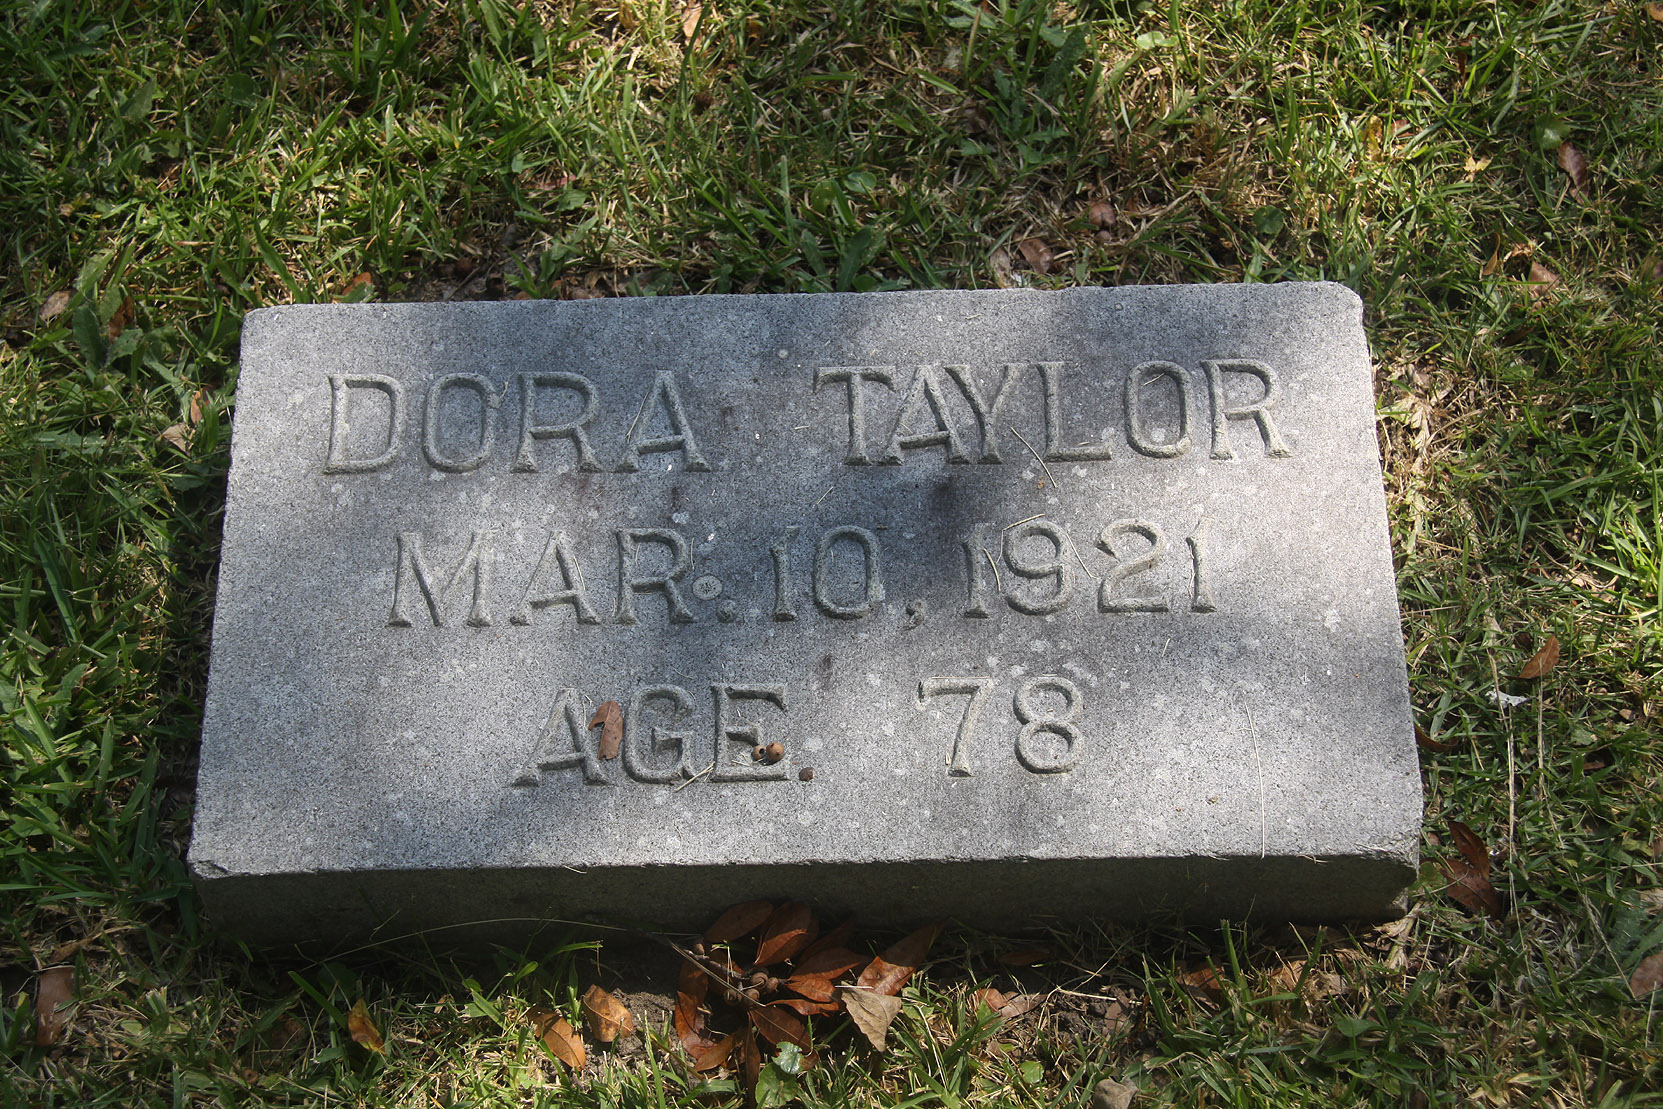 DORA TAYLOR
MAR. 10, 1921
AGE 78